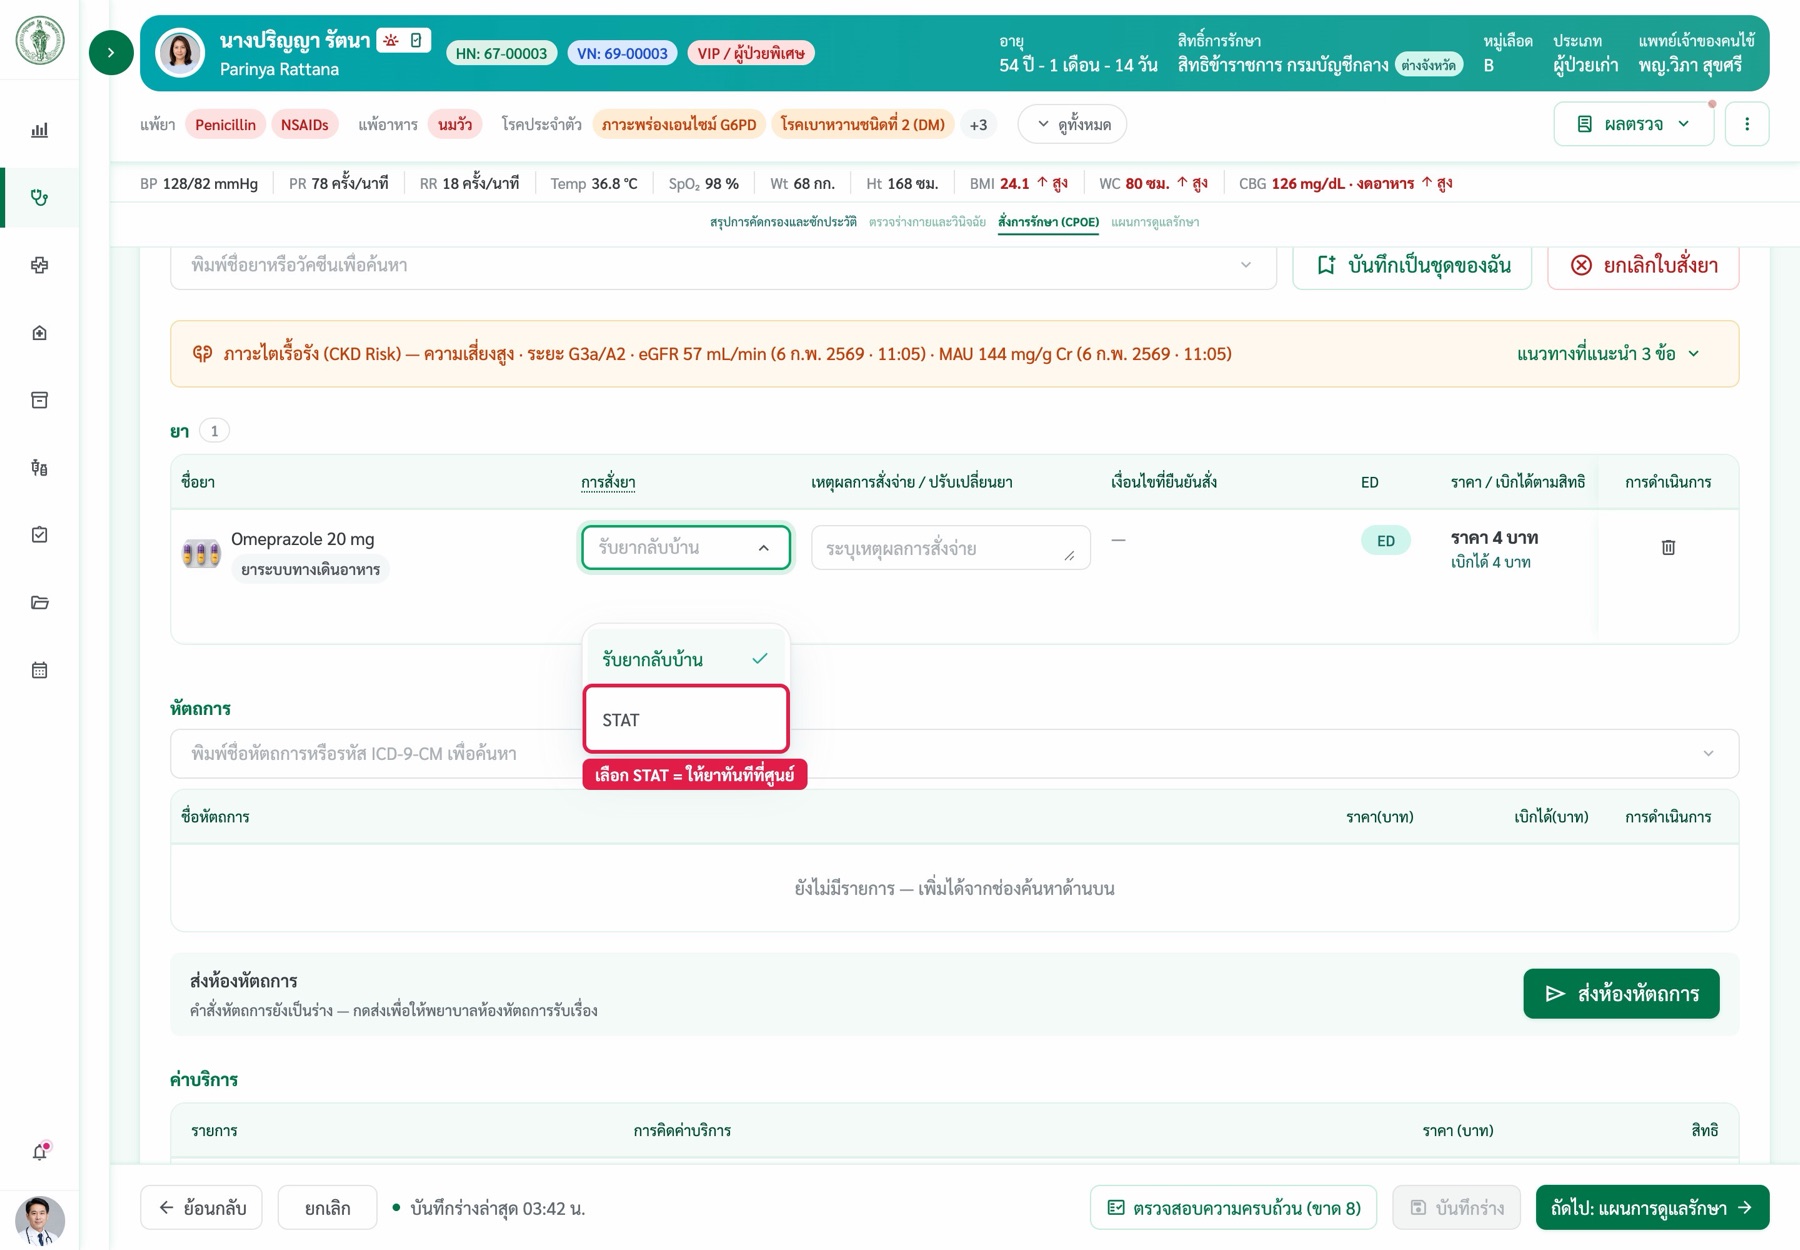 นางปริญญา รัตนา
Parinya Rattana
HN: 67-00003
VN: 69-00003
VIP / ผู้ป่วยพิเศษ
อายุ
54 ปี - 1 เดือน - 14 วัน
สิทธิ์การรักษา
สิทธิข้าราชการ กรมบัญชีกลาง ต่างจังหวัด
หมู่เลือด
B
ประเภท
ผู้ป่วยเก่า
แพทย์เจ้าของคนไข้
พญ.วิภา สุขศรี
แพ้ยา Penicillin NSAIDs แพ้อาหาร นมวัว โรคประจำตัว ภาวะพร่องเอนไซม์ G6PD โรคเบาหวานชนิดที่ 2 (DM) +3 ดูทั้งหมด
ผลตรวจ
BP 128/82 mmHg PR 78 ครั้ง/นาที RR 18 ครั้ง/นาที Temp 36.8 °C SpO₂ 98 % Wt 68 กก. Ht 168 ซม. BMI 24.1 ↑ สูง WC 80 ซม. ↑ สูง CBG 126 mg/dL · งดอาหาร ↑ สูง
สรุปการคัดกรองและซักประวัติ ตรวจร่างกายและวินิจฉัย สั่งการรักษา (CPOE) แผนการดูแลรักษา
พิมพ์ชื่อยาหรือวัคซีนเพื่อค้นหา
บันทึกเป็นชุดของฉัน
ยกเลิกใบสั่งยา
ภาวะไตเรื้อรัง (CKD Risk) — ความเสี่ยงสูง · ระยะ G3a/A2 · eGFR 57 mL/min (6 ก.พ. 2569 · 11:05) · MAU 144 mg/g Cr (6 ก.พ. 2569 · 11:05)
แนวทางที่แนะนำ 3 ข้อ
ยา 1
ชื่อยา การสั่งยา เหตุผลการสั่งจ่าย / ปรับเปลี่ยนยา เงื่อนไขที่ยืนยันสั่ง ED ราคา / เบิกได้ตามสิทธิ การดำเนินการ
Omeprazole 20 mg
ยาระบบทางเดินอาหาร
รับยากลับบ้าน
ระบุเหตุผลการสั่งจ่าย
—
ED
ราคา 4 บาท
เบิกได้ 4 บาท
รับยากลับบ้าน
STAT
เลือก STAT = ให้ยาทันทีที่ศูนย์
หัตถการ
พิมพ์ชื่อหัตถการหรือรหัส ICD-9-CM เพื่อค้นหา
ชื่อหัตถการ ราคา(บาท) เบิกได้(บาท) การดำเนินการ
ยังไม่มีรายการ — เพิ่มได้จากช่องค้นหาด้านบน
ส่งห้องหัตถการ
คำสั่งหัตถการยังเป็นร่าง — กดส่งเพื่อให้พยาบาลห้องหัตถการรับเรื่อง
ส่งห้องหัตถการ
ค่าบริการ
รายการ การคิดค่าบริการ ราคา (บาท) สิทธิ
ย้อนกลับ
ยกเลิก
บันทึกร่างล่าสุด 03:42 น.
ตรวจสอบความครบถ้วน (ขาด 8)
บันทึกร่าง
ถัดไป: แผนการดูแลรักษา